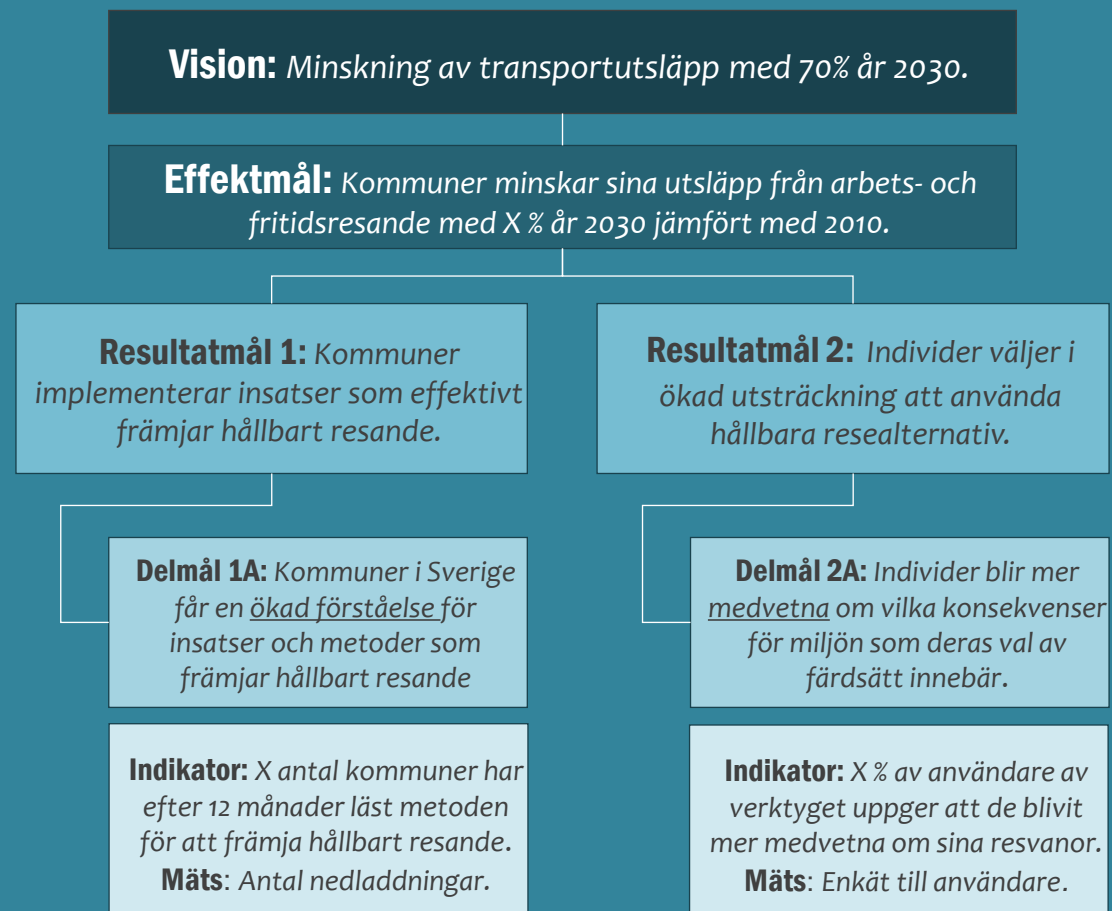 Vision: Minskning av transportutsläpp med 70% år 2030.
Effektmål: Kommuner minskar sina utsläpp från arbets- och
fritidsresande med X % år 2030 jämfört med 2010.
Resultatmål 1: Kommuner
implementerar insatser som effektivt
främjar hållbart resande.
Resultatmål 2: Individer väljer i
ökad utsträckning att använda
hållbara resealternativ.
Delmål 1A: Kommuner i Sverige
får en ökad förståelse för
insatser och metoder som
främjar hållbart resande
Delmål 2A: Individer blir mer
medvetna om vilka konsekvenser
för miljön som deras val av
färdsätt innebär.
Indikator: X antal kommuner har
efter 12 månader läst metoden
för att främja hållbart resande.
Mäts: Antal nedladdningar.
Indikator: X % av användare av
verktyget uppger att de blivit
mer medvetna om sina resvanor.
Mäts: Enkät till användare.